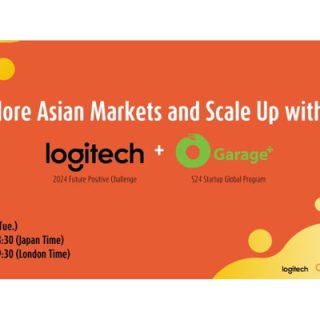 lore Asian Markets and Scale Up with
logitech + Garage+
2024 Future Positive Challenge
S24 Startup Global Program
Tue.)
:30 (Japan Time)
:30 (London Time)
logitech